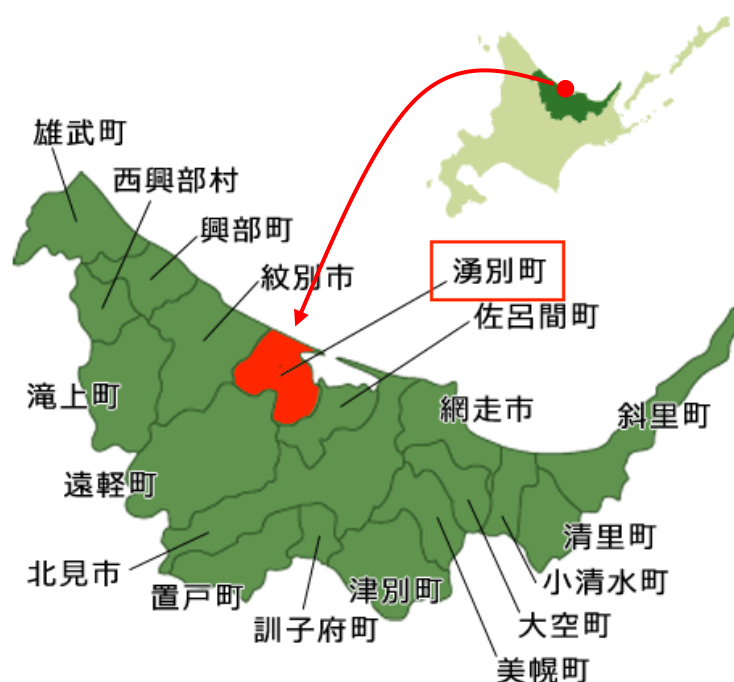 雄武町
西興部村
興部町
紋別市
湧別町
佐呂間町
滝上町
網走市
斜里町
遠軽町
清里町
北見市
小清水町
置戸町
津別町
訓子府町
大空町
美幌町